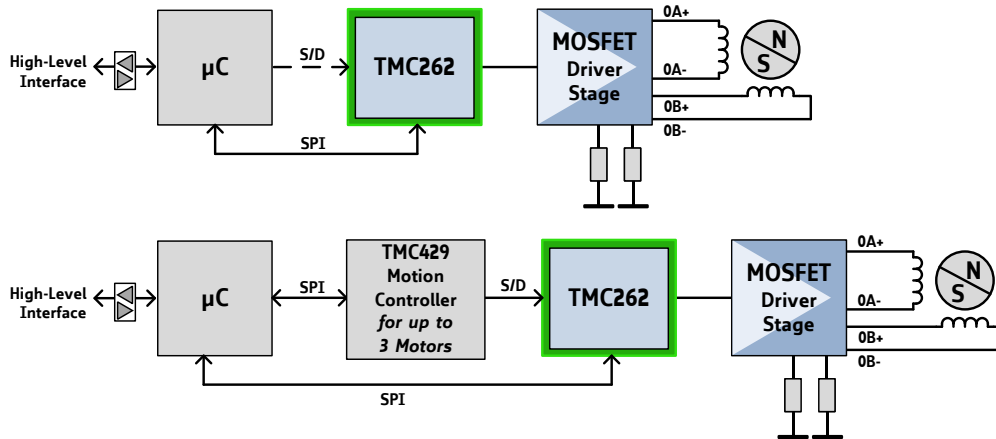 High-Level
Interface
µC
S/D
TMC262
SPI
MOSFET
Driver
Stage
0A+
0A-
0B+
0B-
N
S
High-Level
Interface
µC
SPI
TMC429
Motion
Controller
for up to
3 Motors
S/D
TMC262
SPI
MOSFET
Driver
Stage
0A+
0A-
0B+
0B-
N
S